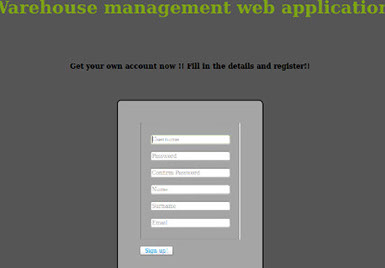 Warehouse management web application
Get your own account now !! Fill in the details and register!!
Username
Password
Confirm Password
Name
Surname
Email
Sign up